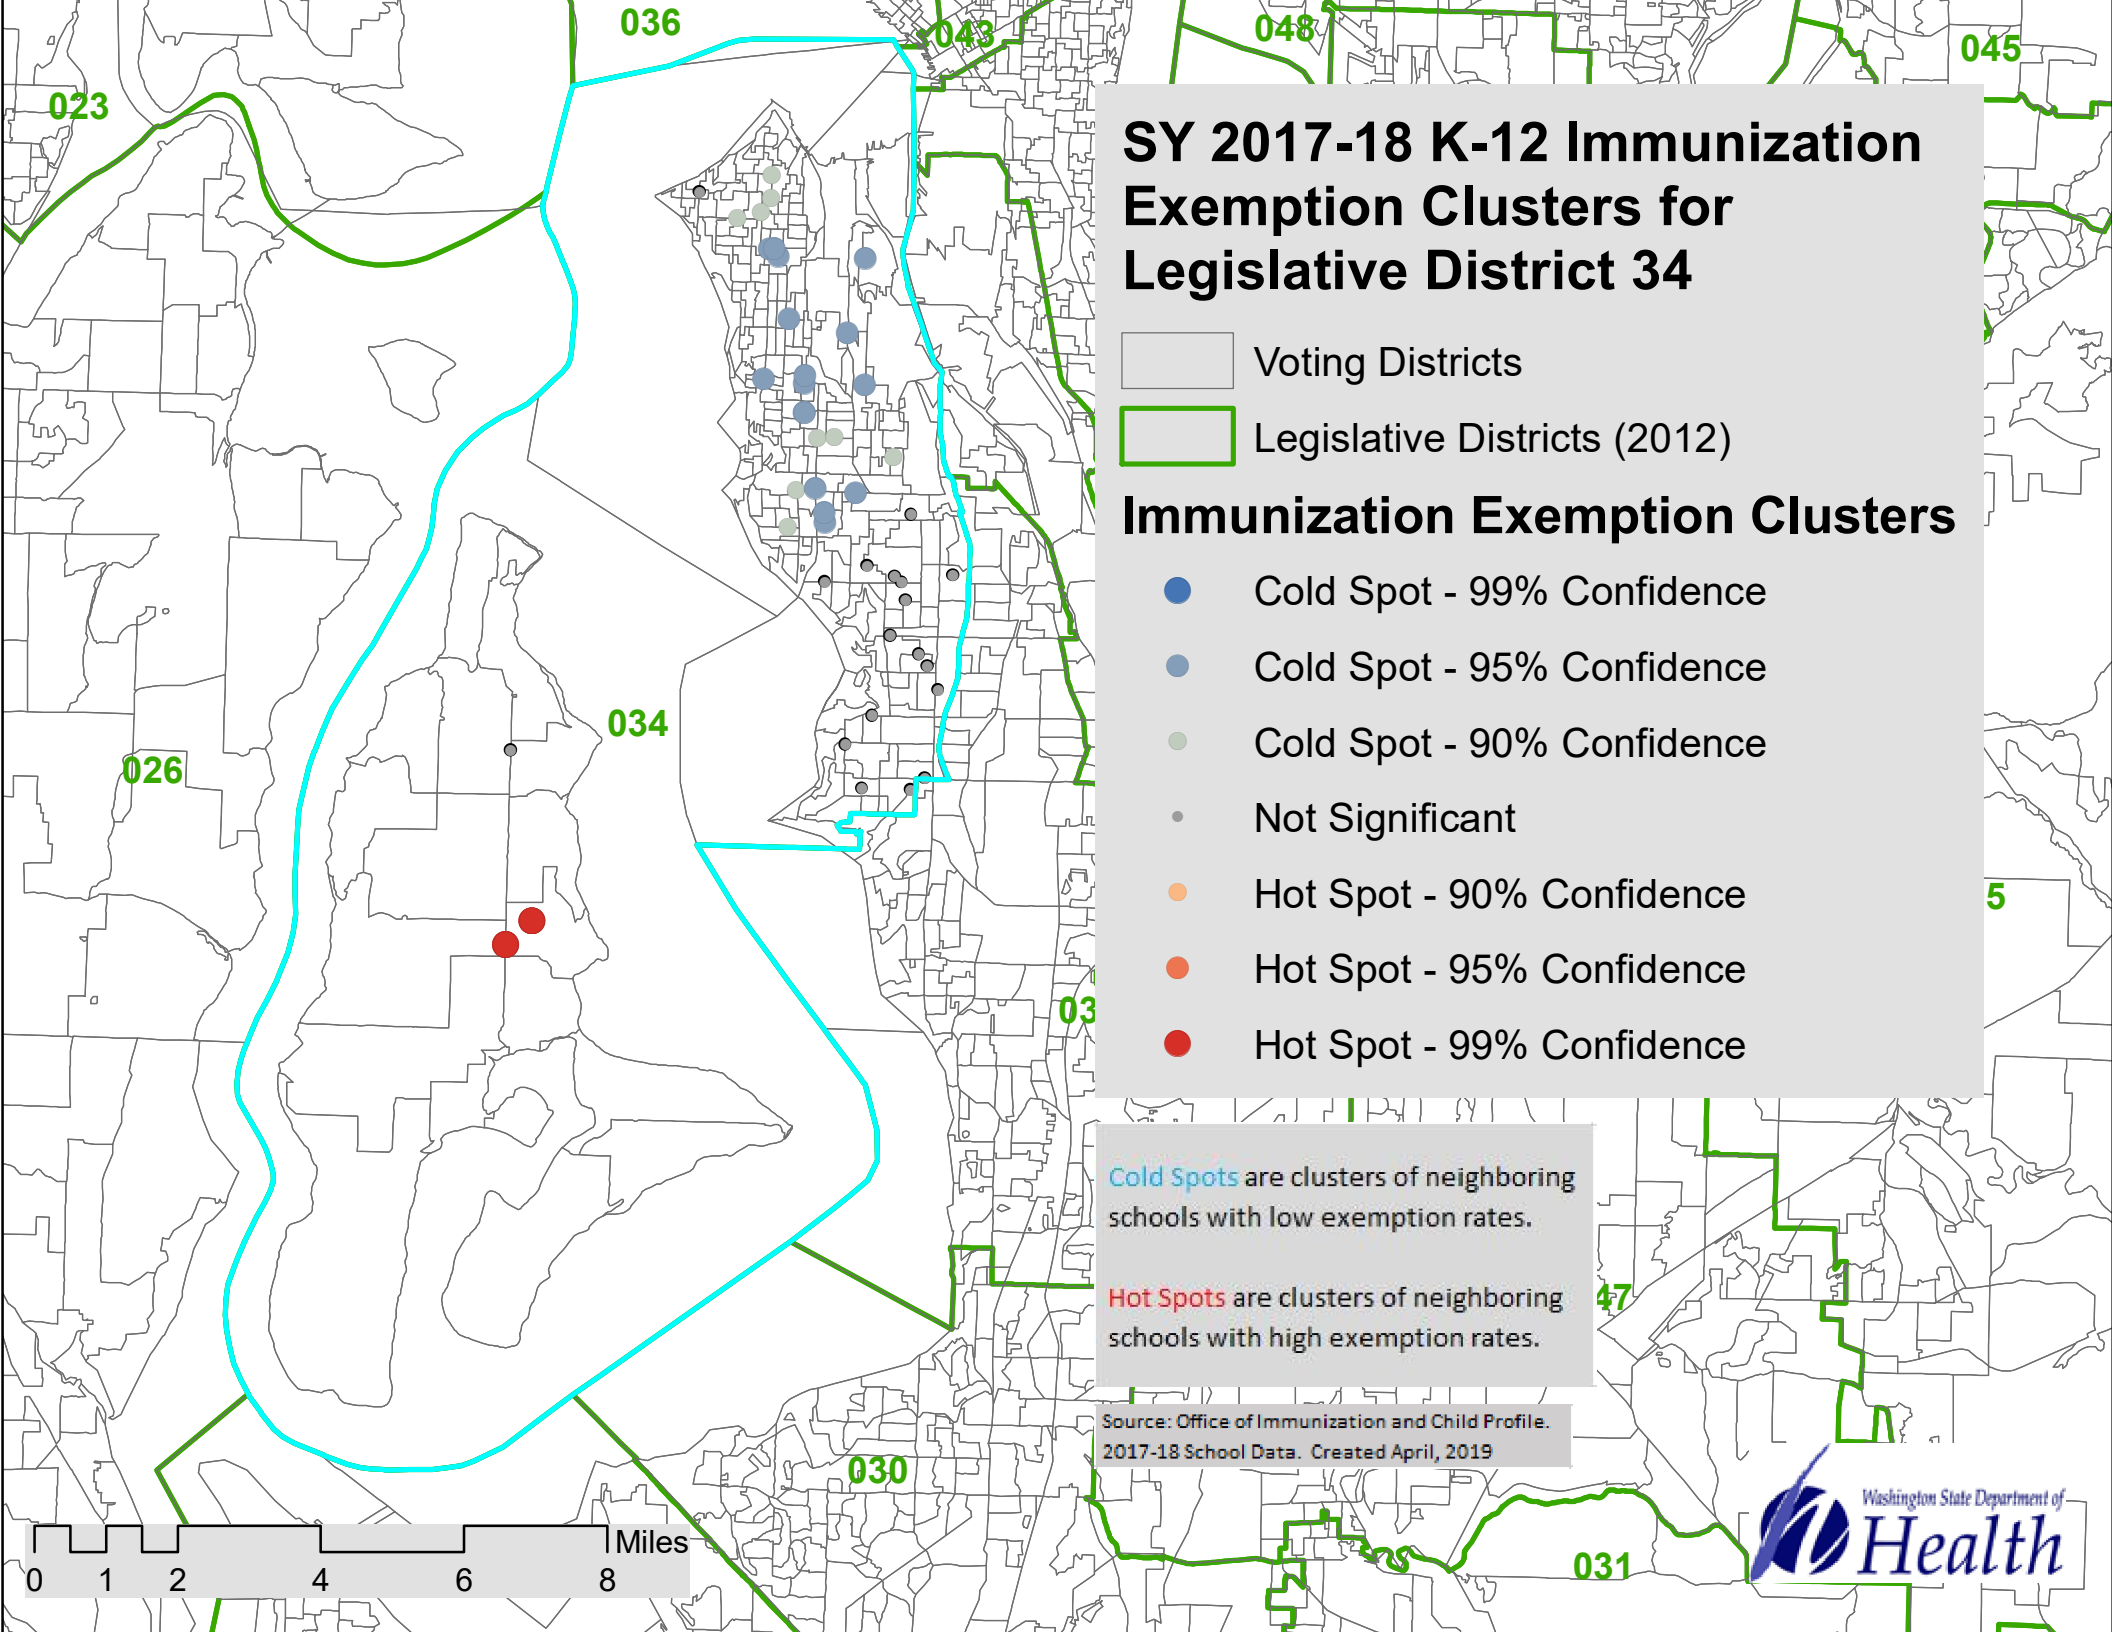 036
043
048
045
023
SY 2017-18 K-12 Immunization
Exemption Clusters for
Legislative District 34
Voting Districts
Legislative Districts (2012)
Immunization Exemption Clusters
Cold Spot - 99% Confidence
Cold Spot - 95% Confidence
034
026
Cold Spot - 90% Confidence
Not Significant
5
Hot Spot - 90% Confidence
Hot Spot - 95% Confidence
03
Hot Spot - 99% Confidence
Cold Spots are clusters of neighboring
schools with low exemption rates.
47
Hot Spots are clusters of neighboring
schools with high exemption rates.
Source: Office of Immunization and Child Profile.
2017-18 School Data. Created April, 2019
030
031
Miles
0 1 2 4 6 8
Washington State Department of
Health